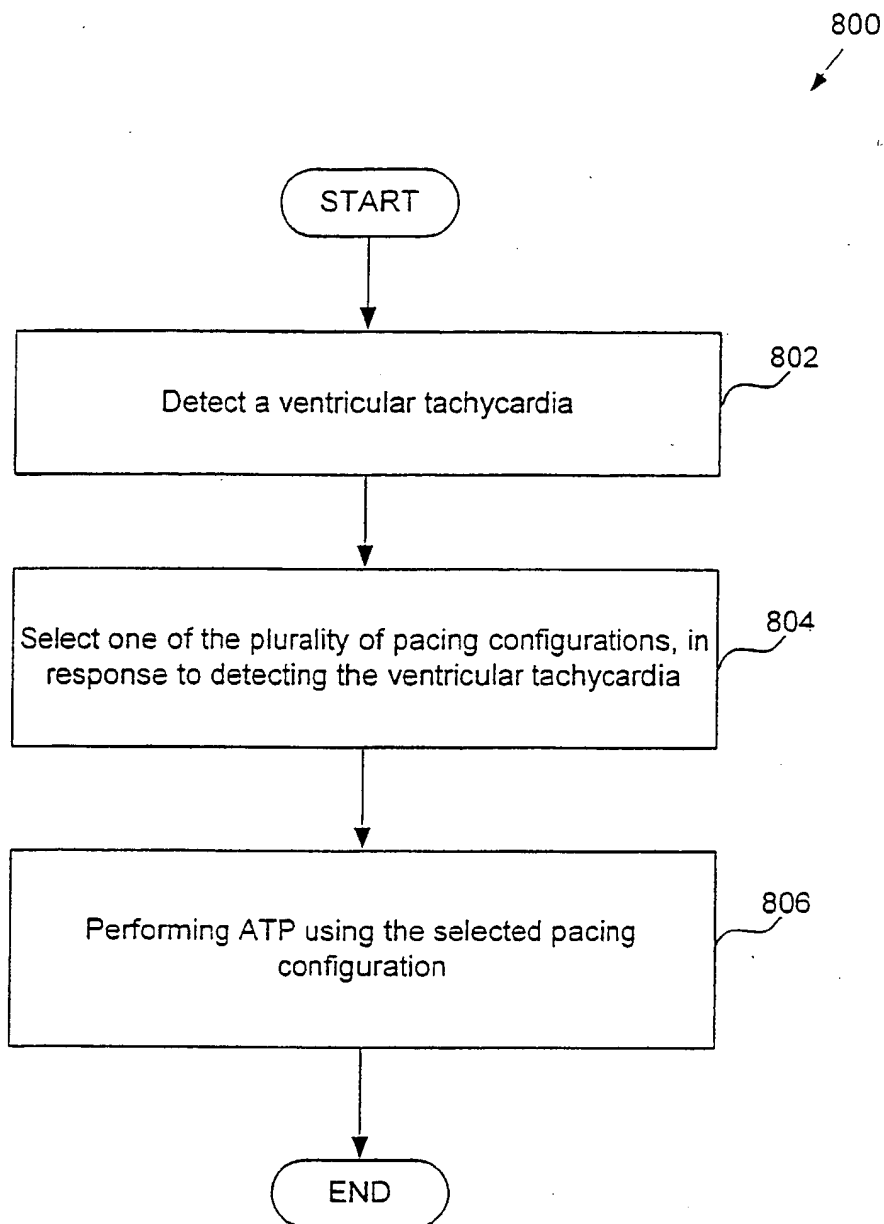 800
START
Detect a ventricular tachycardia
802
Select one of the plurality of pacing configurations, in
response to detecting the ventricular tachycardia
804
Performing ATP using the selected pacing
configuration
806
END